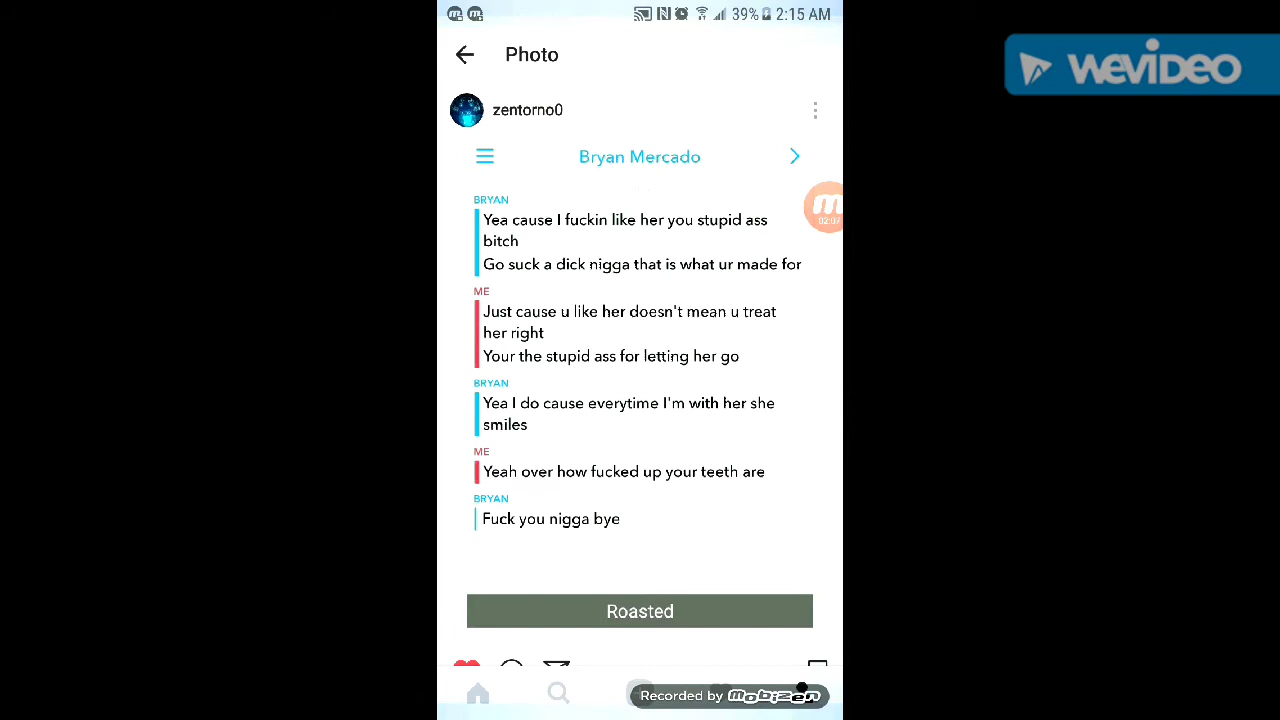 39% 2:15 AM
WEVIDEO
Photo
zentorno0
Bryan Mercado
BRYAN
Yea cause I fuckin like her you stupid ass
bitch
Go suck a dick nigga that is what ur made for
02:07
ME
Just cause u like her doesn't mean u treat
her right
Your the stupid ass for letting her go
BRYAN
Yea I do cause everytime I'm with her she
smiles
ME
Yeah over how fucked up your teeth are
BRYAN
Fuck you nigga bye
Roasted
Recorded by mobizen